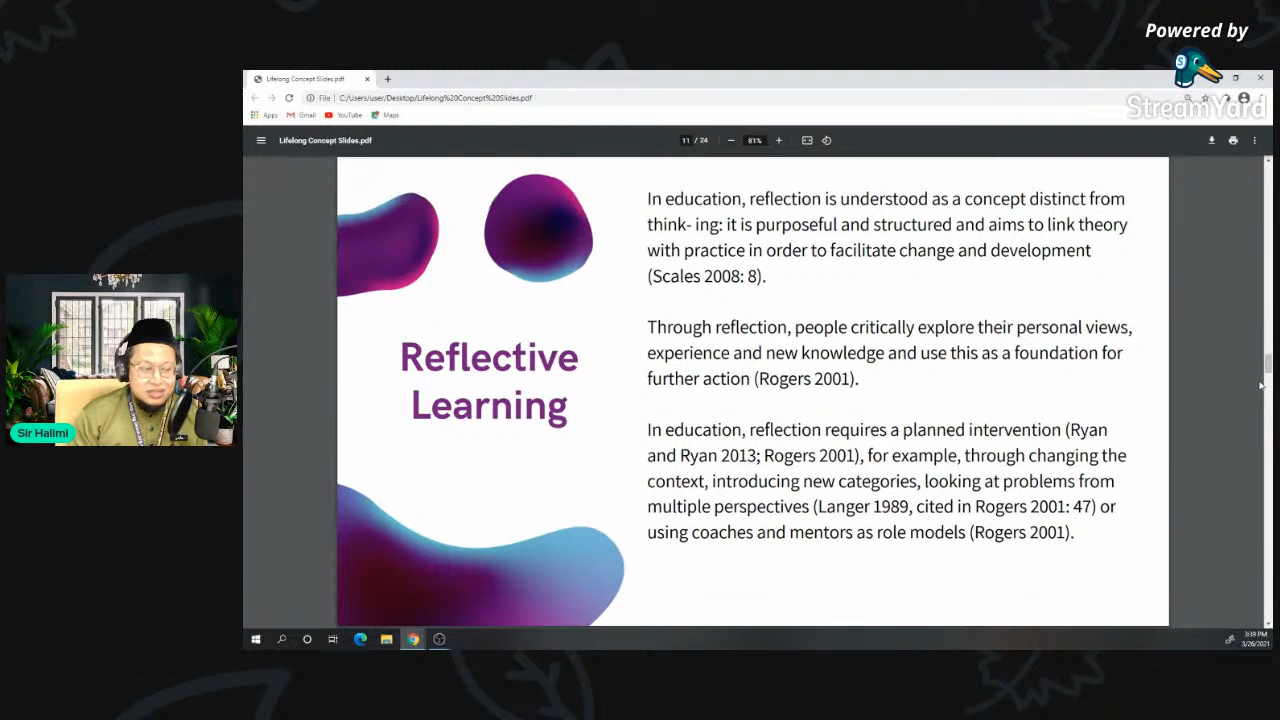 Powered by
StreamYard
Lifelong Concept Slides.pdf
File
C:/Users/user/Desktop/Lifelong%20Concept%20Slides.pdf
Apps
Gmail
YouTube
Maps
Lifelong Concept Slides.pdf
11 / 24
81%
In education, reflection is understood as a concept distinct from
think- ing: it is purposeful and structured and aims to link theory
with practice in order to facilitate change and development
(Scales 2008: 8).
Through reflection, people critically explore their personal views,
experience and new knowledge and use this as a foundation for
further action (Rogers 2001).
Reflective
Learning
In education, reflection requires a planned intervention (Ryan
and Ryan 2013; Rogers 2001), for example, through changing the
context, introducing new categories, looking at problems from
multiple perspectives (Langer 1989, cited in Rogers 2001: 47) or
using coaches and mentors as role models (Rogers 2001).
Sir Halimi
3:39 PM
3/26/2021